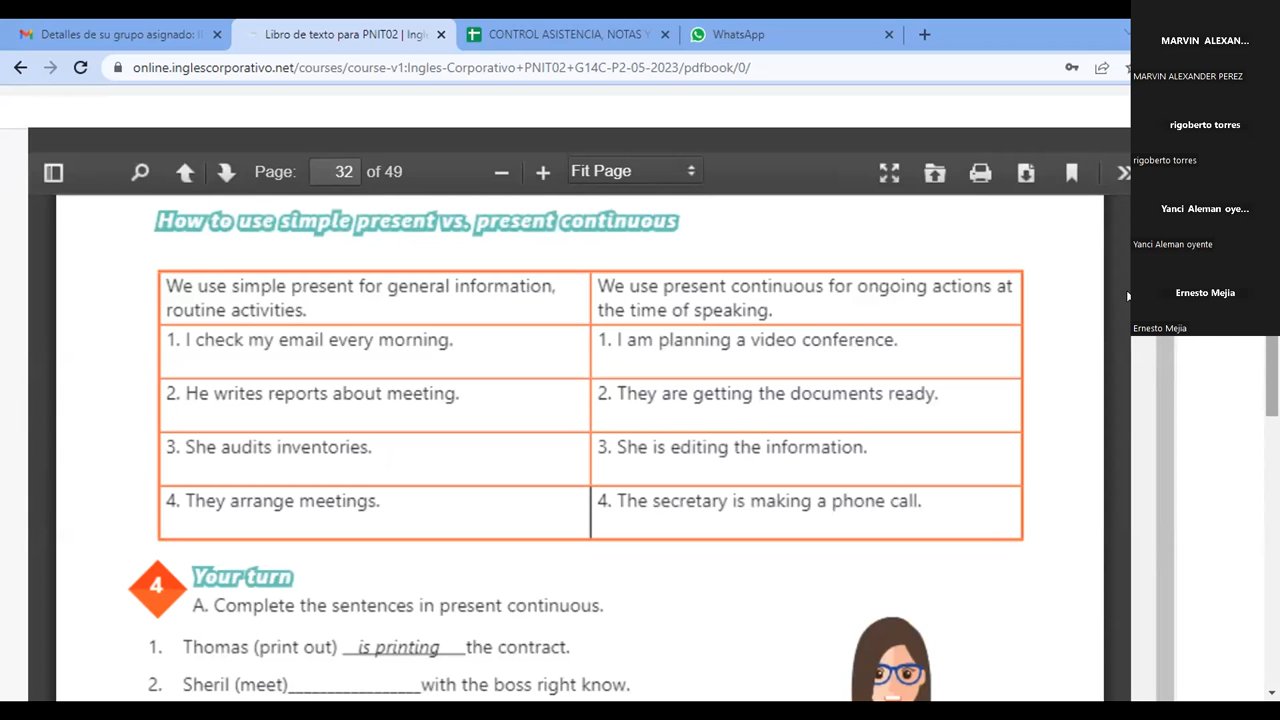 Detalles de su grupo asignado: I
Libro de texto para PNIT02 | Ingl
CONTROL ASISTENCIA, NOTAS Y
WhatsApp
online.inglescorporativo.net/courses/course-v1:Ingles-Corporativo+PNIT02+G14C-P2-05-2023/pdfbook/0/
Page: 32 of 49
Fit Page
How to use simple present vs. present continuous
We use simple present for general information,
routine activities.
We use present continuous for ongoing actions at
the time of speaking.
1. I check my email every morning.
1. I am planning a video conference.
2. He writes reports about meeting.
2. They are getting the documents ready.
3. She audits inventories.
3. She is editing the information.
4. They arrange meetings.
4. The secretary is making a phone call.
4 Your turn
A. Complete the sentences in present continuous.
1. Thomas (print out) __is printing___the contract.
2. Sheril (meet)________________with the boss right know.
MARVIN ALEXAN...
MARVIN ALEXANDER PEREZ
rigoberto torres
rigoberto torres
Yanci Aleman oye...
Yanci Aleman oyente
Ernesto Mejia
Ernesto Mejia